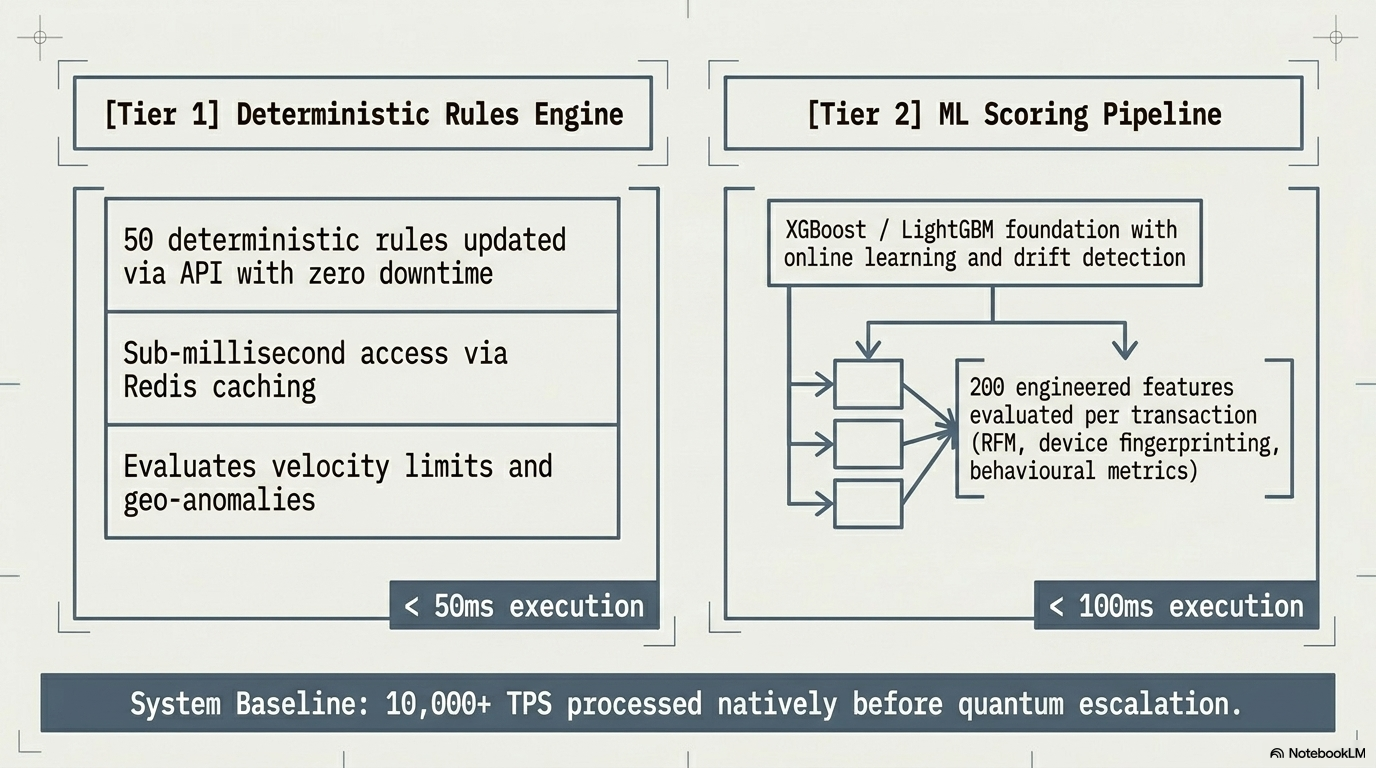 [Tier 1] Deterministic Rules Engine
50 deterministic rules updated
via API with zero downtime
Sub-millisecond access via
Redis caching
Evaluates velocity limits and
geo-anomalies
< 50ms execution
[Tier 2] ML Scoring Pipeline
XGBoost / LightGBM foundation with
online learning and drift detection
200 engineered features
evaluated per transaction
(RFM, device fingerprinting,
behavioural metrics)
< 100ms execution
System Baseline: 10,000+ TPS processed natively before quantum escalation.
NotebookLM